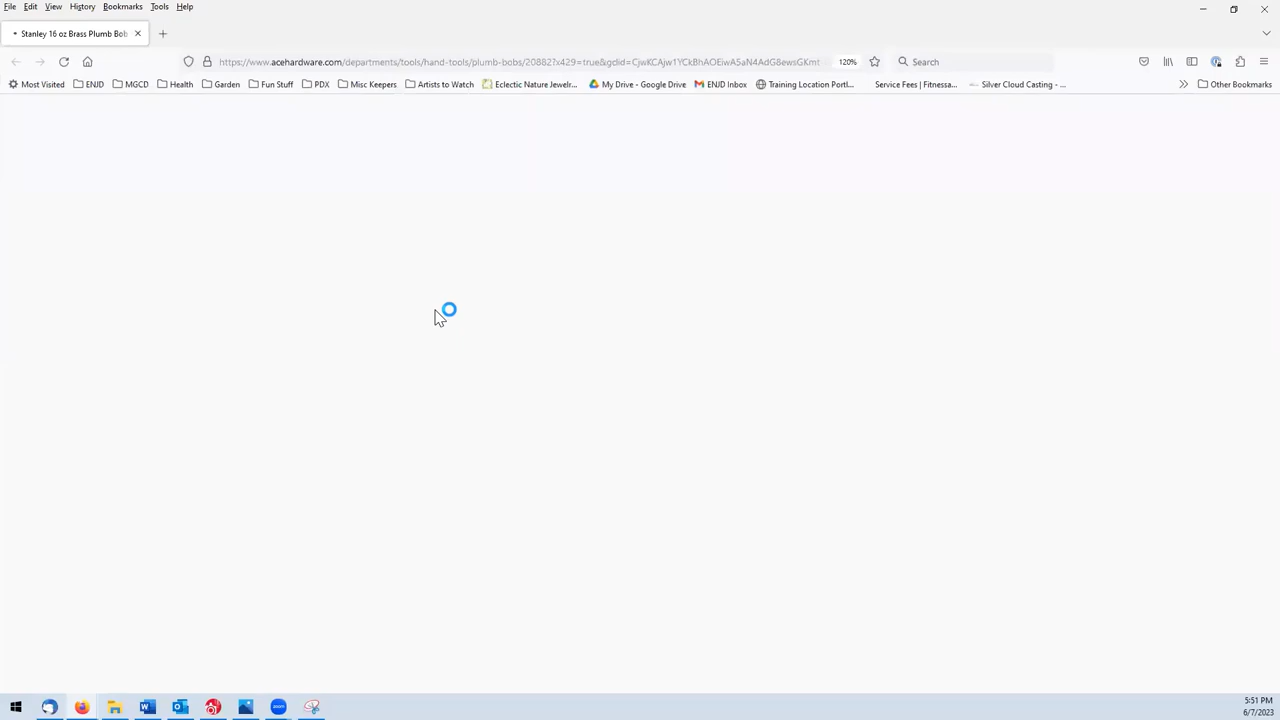 File Edit View History Bookmarks Tools Help
Stanley 16 oz Brass Plumb Bob
https://www.acehardware.com/departments/tools/hand-tools/plumb-bobs/20882?x429=true&gclid=CjwKCAjw1YCkBhAOEiwA5aN4AdG8ewsGKmt 120% Search
Most Visited ENJD MGCD Health Garden Fun Stuff PDX Misc Keepers Artists to Watch Eclectic Nature Jewelr... My Drive - Google Drive ENJD Inbox Training Location Portl... Service Fees | Fitnessa... Silver Cloud Casting - ... Other Bookmarks
zoom
5:51 PM
6/7/2023